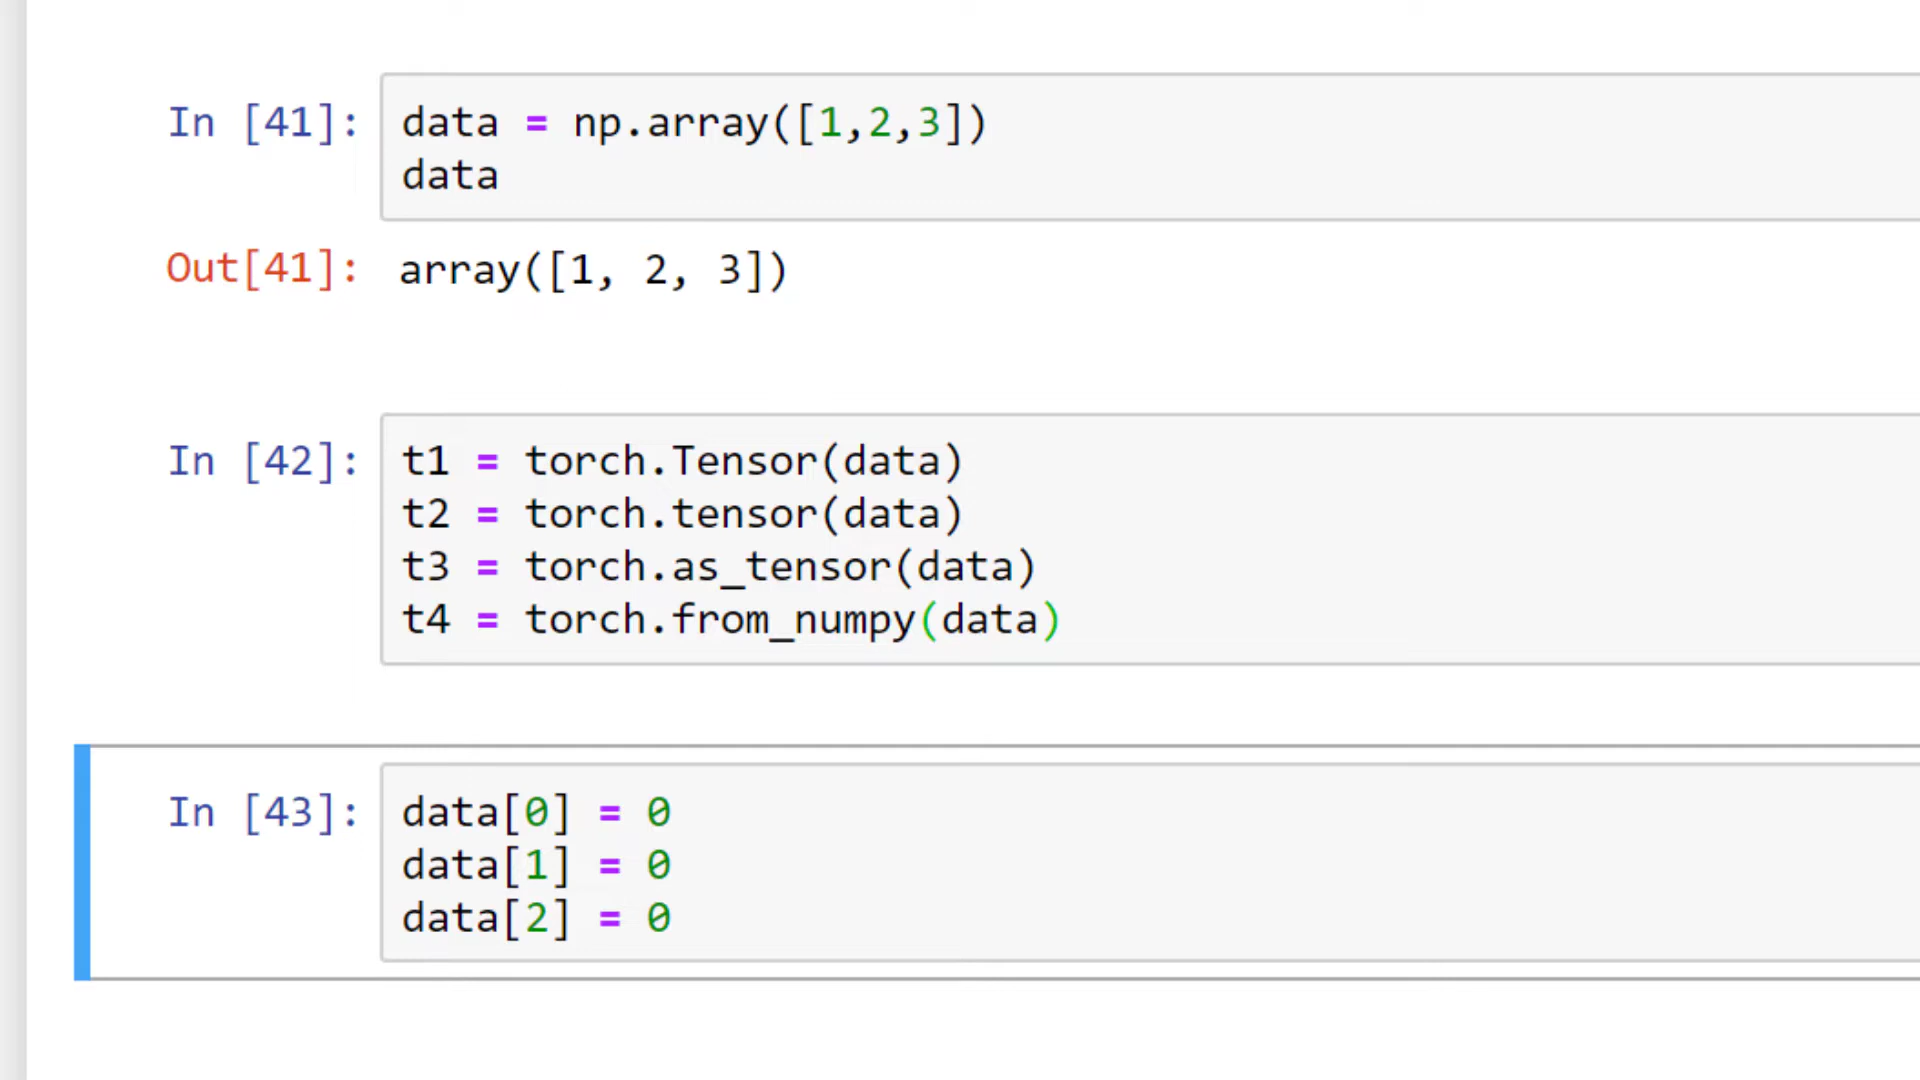 In [41]: data = np.array([1,2,3])
data
Out[41]: array([1, 2, 3])
In [42]: t1 = torch.Tensor(data)
t2 = torch.tensor(data)
t3 = torch.as_tensor(data)
t4 = torch.from_numpy(data)
In [43]: data[0] = 0
data[1] = 0
data[2] = 0